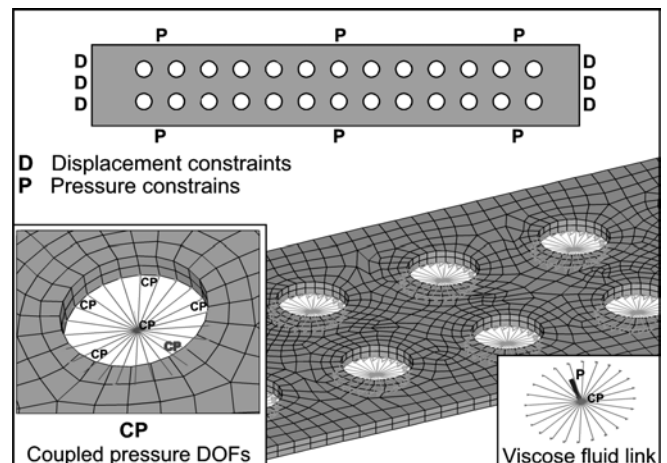 P P P
D D
D D
D D
P P P
D Displacement constraints
P Pressure constrains
CP
CP CP
CP
CP CP
CP
Coupled pressure DOFs
P
CP
Viscose fluid link